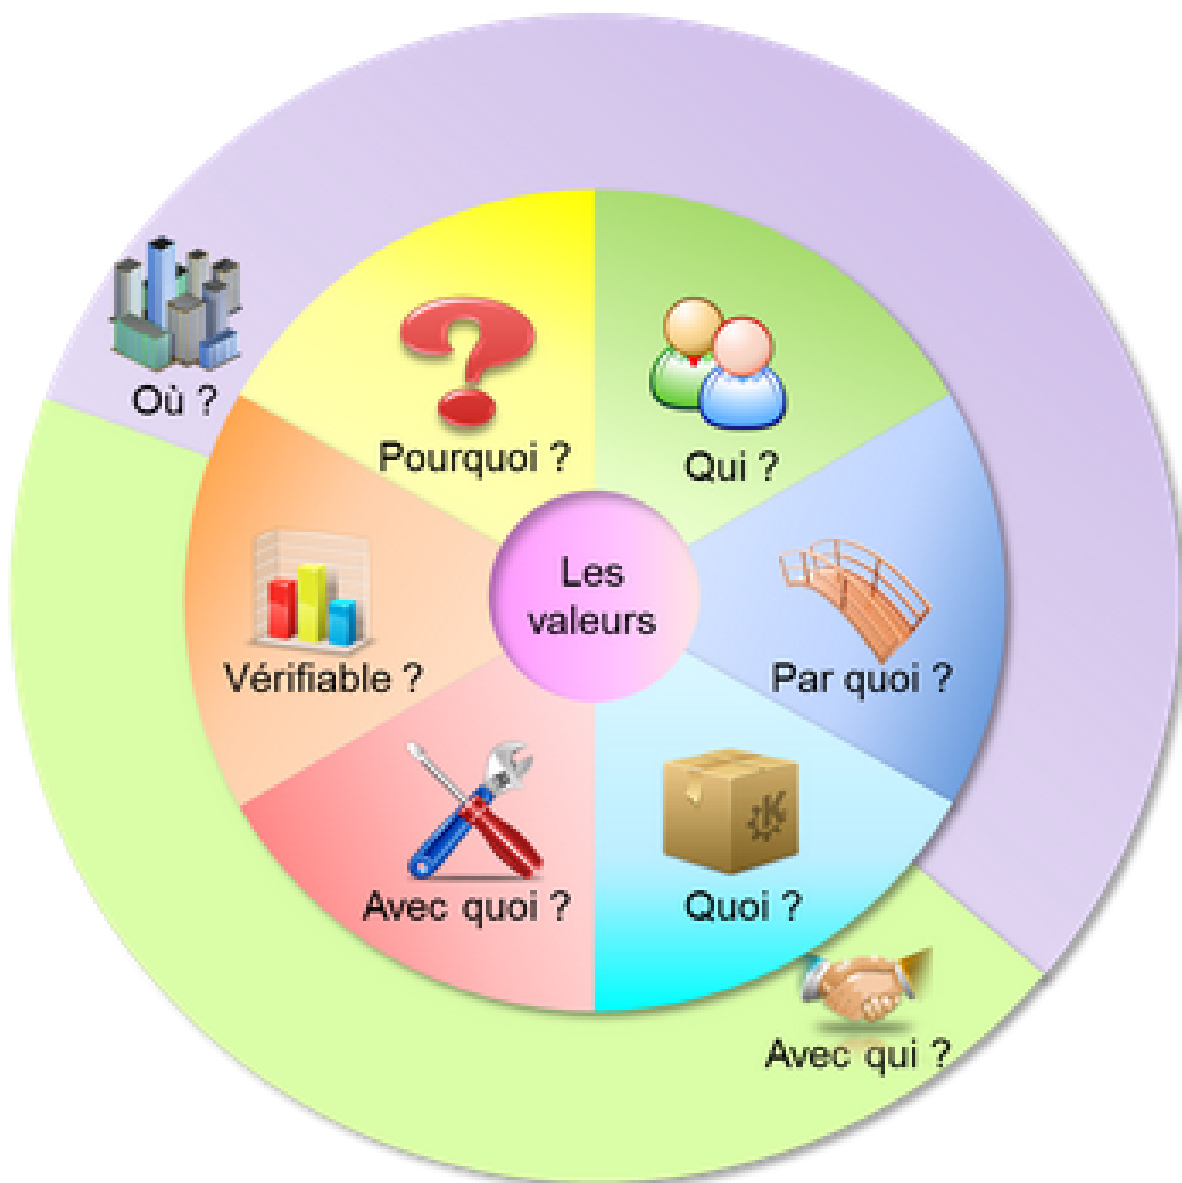 Où ?
Pourquoi ?
Qui ?
Les
valeurs
Vérifiable ?
Par quoi ?
Avec quoi ?
Quoi ?
K
Avec qui ?